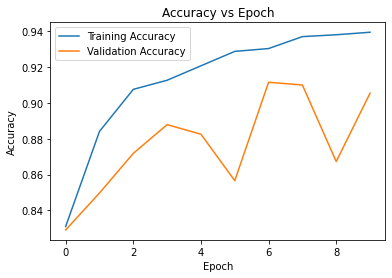 Accuracy vs Epoch
Training Accuracy
Validation Accuracy
0.94
0.92
0.90
0.88
0.86
0.84
Accuracy
0 2 4 6 8
Epoch